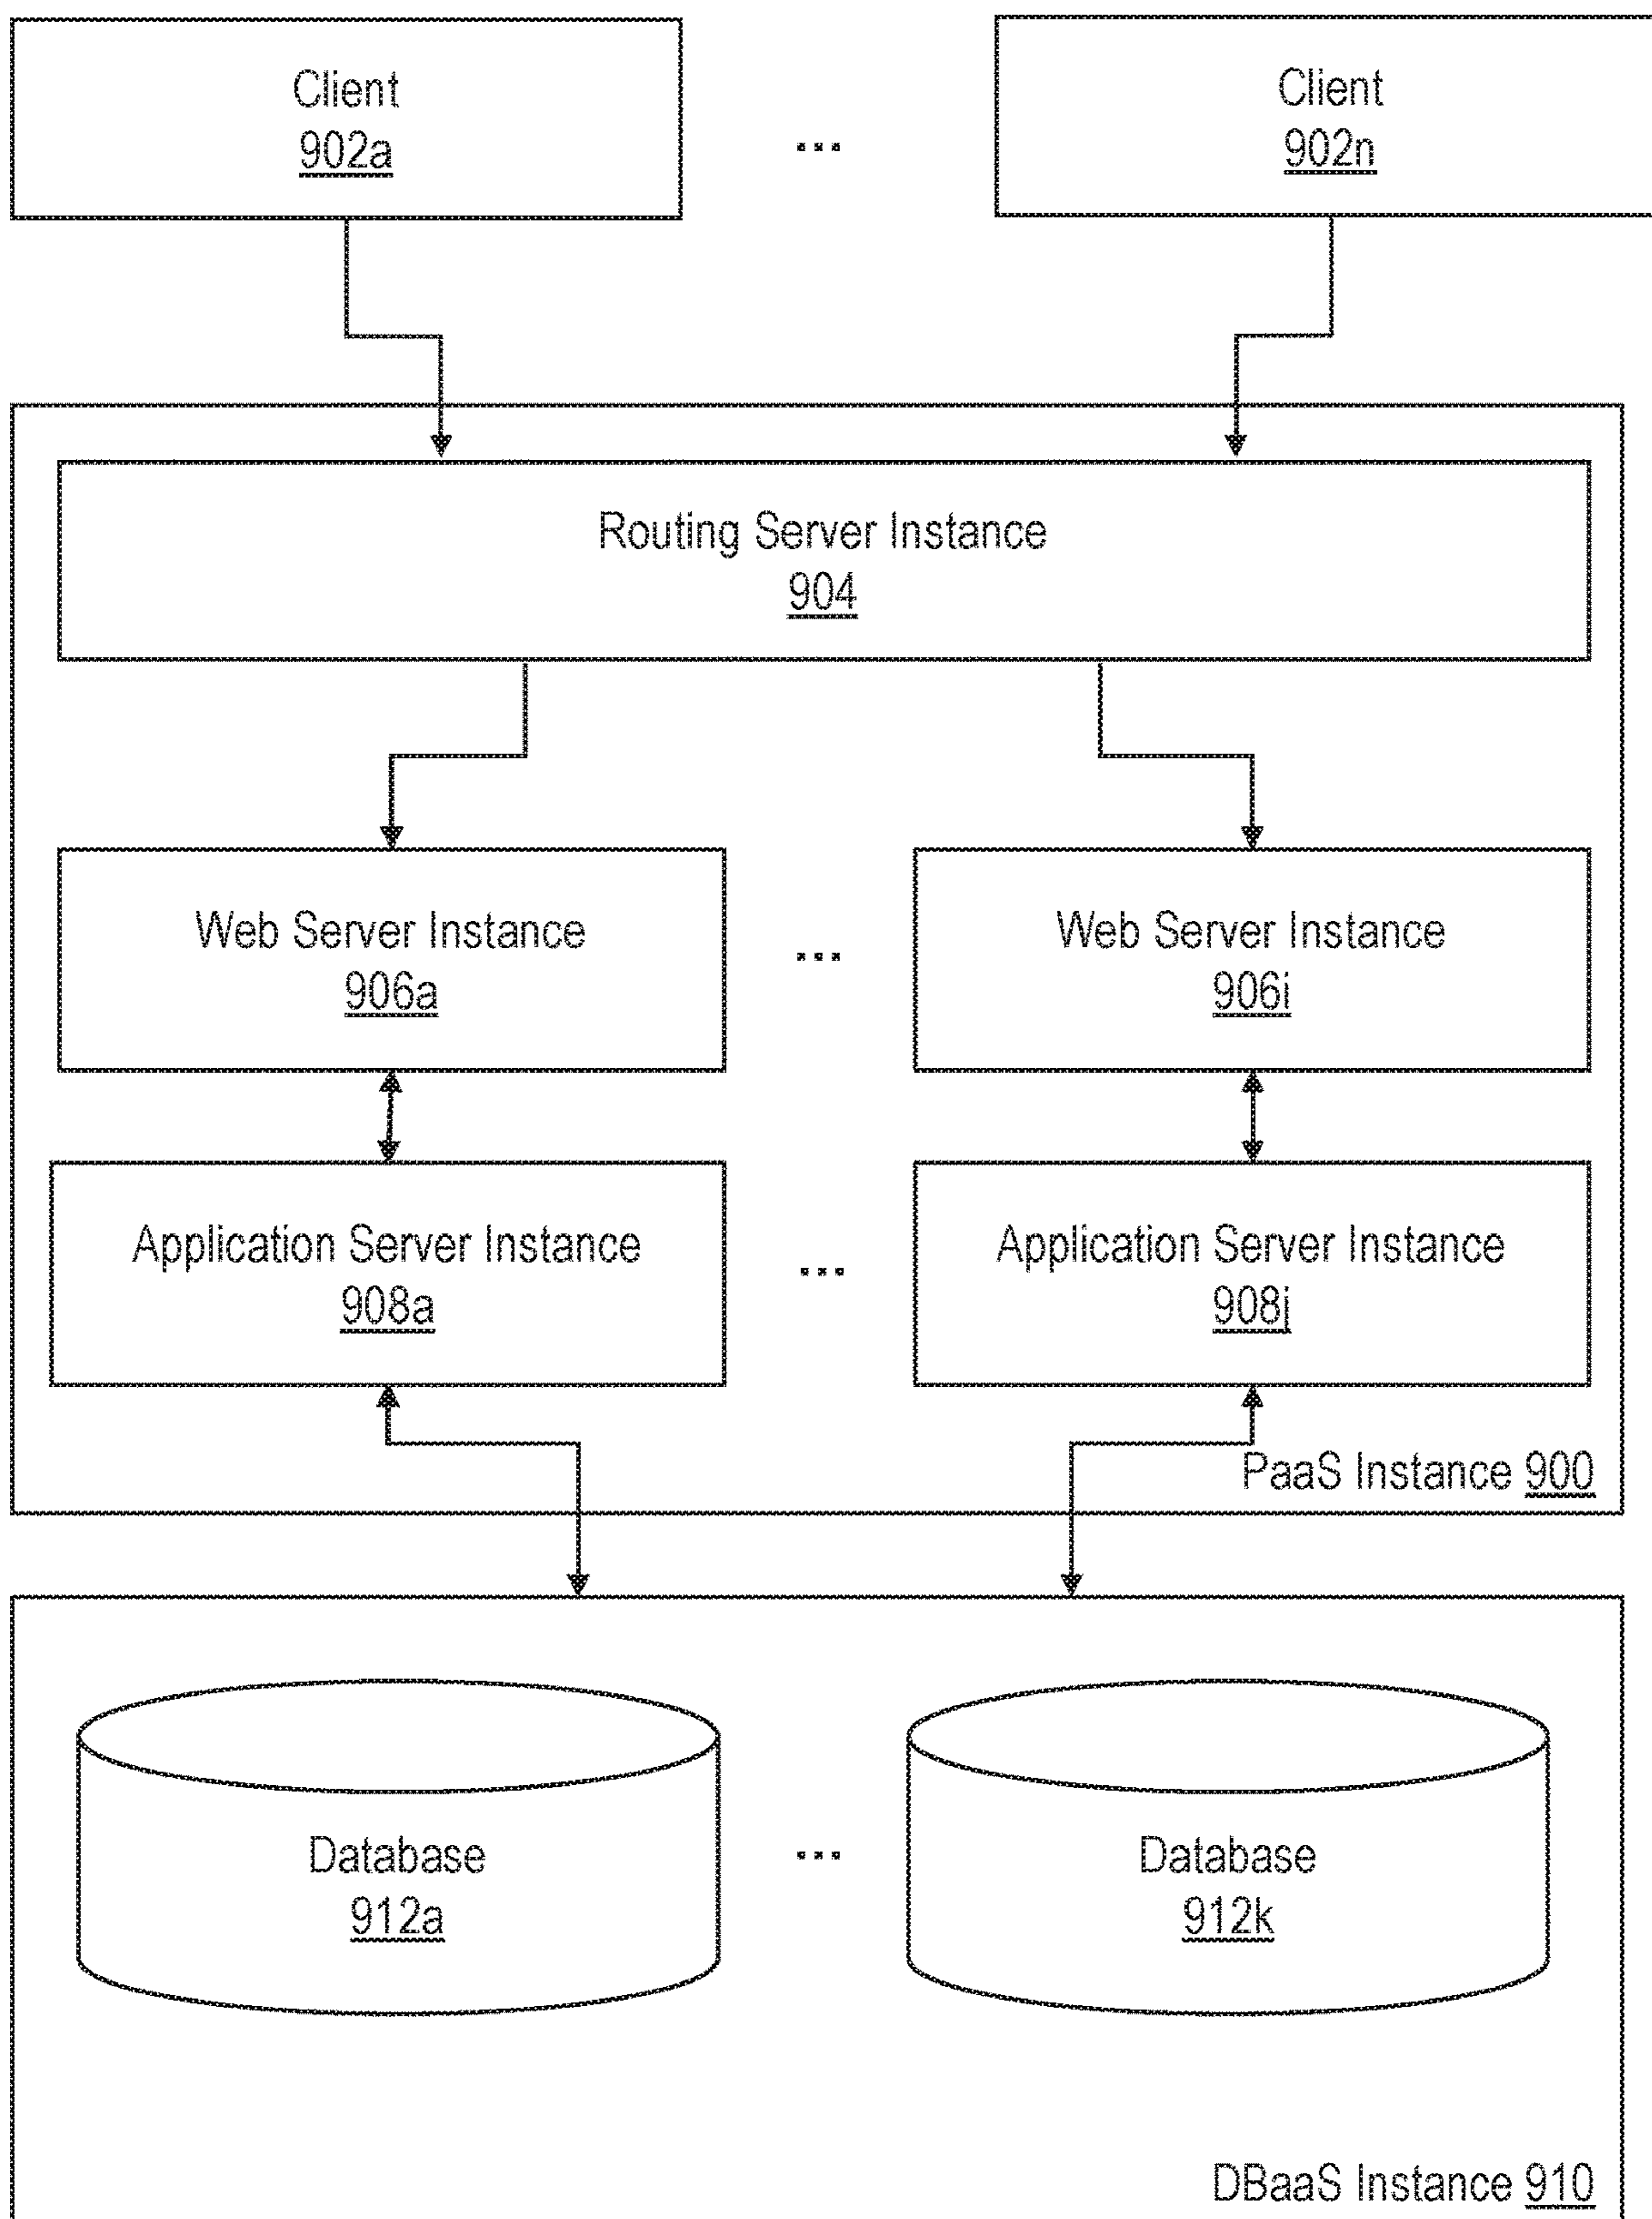 Client
902a
...
Client
902n
Routing Server Instance
904
Web Server Instance
906a
...
Web Server Instance
906i
Application Server Instance
908a
...
Application Server Instance
908j
PaaS Instance 900
Database
912a
...
Database
912k
DBaaS Instance 910